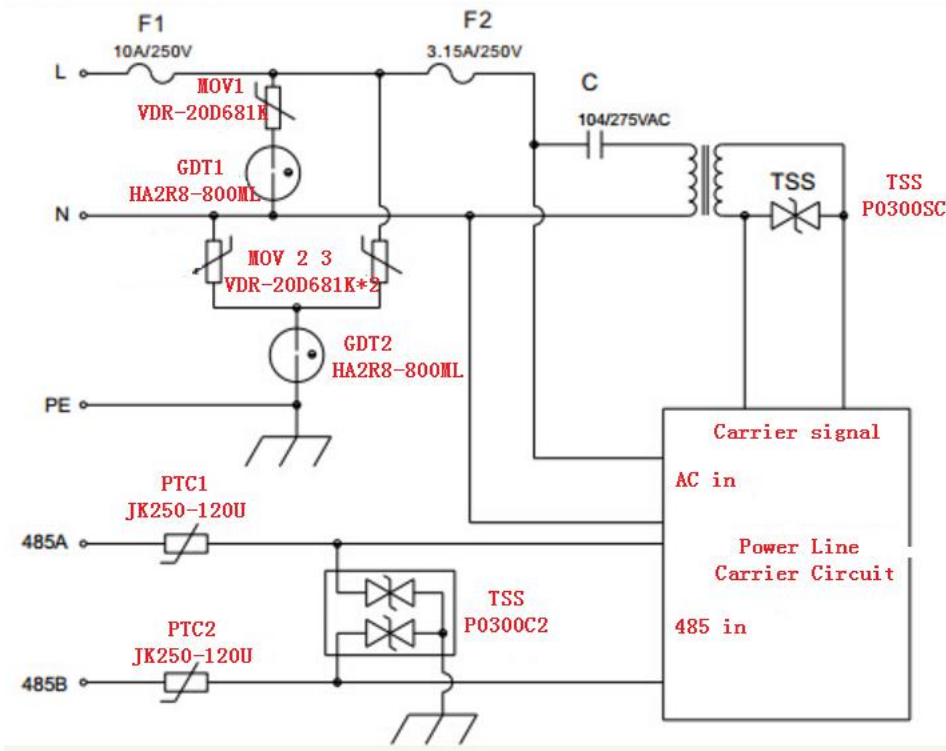 F1
10A/250V
F2
3.15A/250V
L
MOV1
VDR-20D681K
C
104/275VAC
GDT1
HA2R8-800ML
TSS
TSS
P0300SC
N
MOV 2 3
VDR-20D681K*2
GDT2
HA2R8-800ML
PE
Carrier signal
AC in
PTC1
JK250-120U
485A
Power Line
Carrier Circuit
TSS
P0300C2
485 in
PTC2
JK250-120U
485B